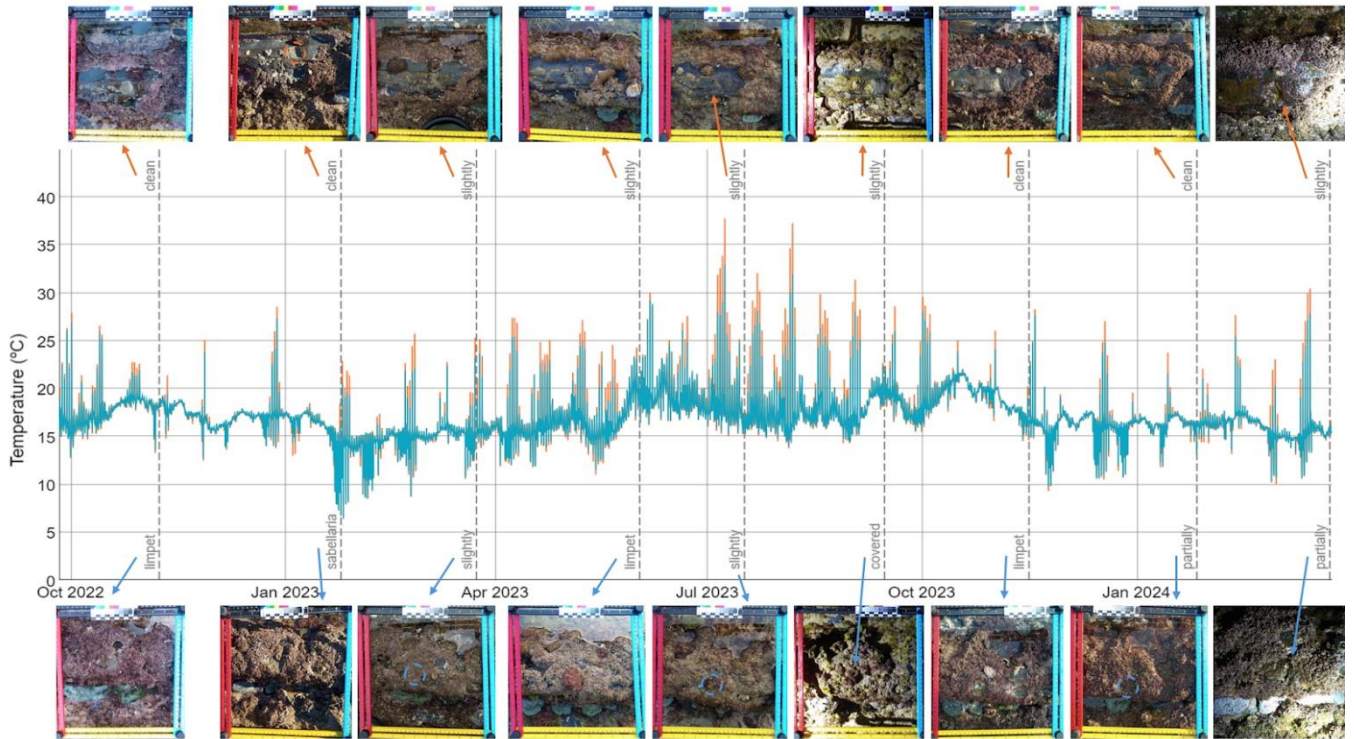 clean
clean
slightly
slightly
slightly
slightly
clean
clean
slightly
40
35
30
25
20
15
10
5
0
Temperature (°C)
limpet
sabellaria
slightly
limpet
slightly
covered
limpet
partially
partially
Oct 2022
Jan 2023
Apr 2023
Jul 2023
Oct 2023
Jan 2024